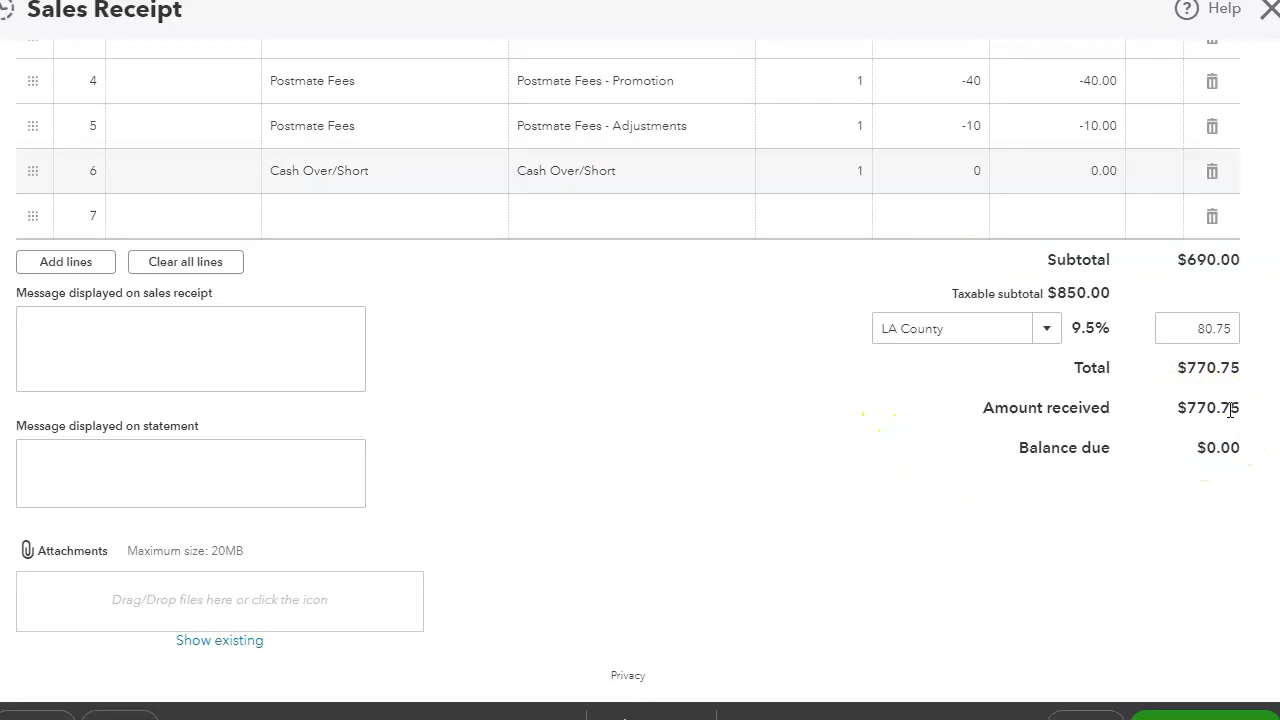 Sales Receipt
? Help
4 Postmate Fees Postmate Fees - Promotion 1 -40 -40.00
5 Postmate Fees Postmate Fees - Adjustments 1 -10 -10.00
6 Cash Over/Short Cash Over/Short 1 0 0.00
7
Add lines Clear all lines Subtotal $690.00
Message displayed on sales receipt Taxable subtotal $850.00
LA County 9.5% 80.75
Total $770.75
Amount received $770.75
Message displayed on statement
Balance due $0.00
Attachments Maximum size: 20MB
Drag/Drop files here or click the icon
Show existing
Privacy